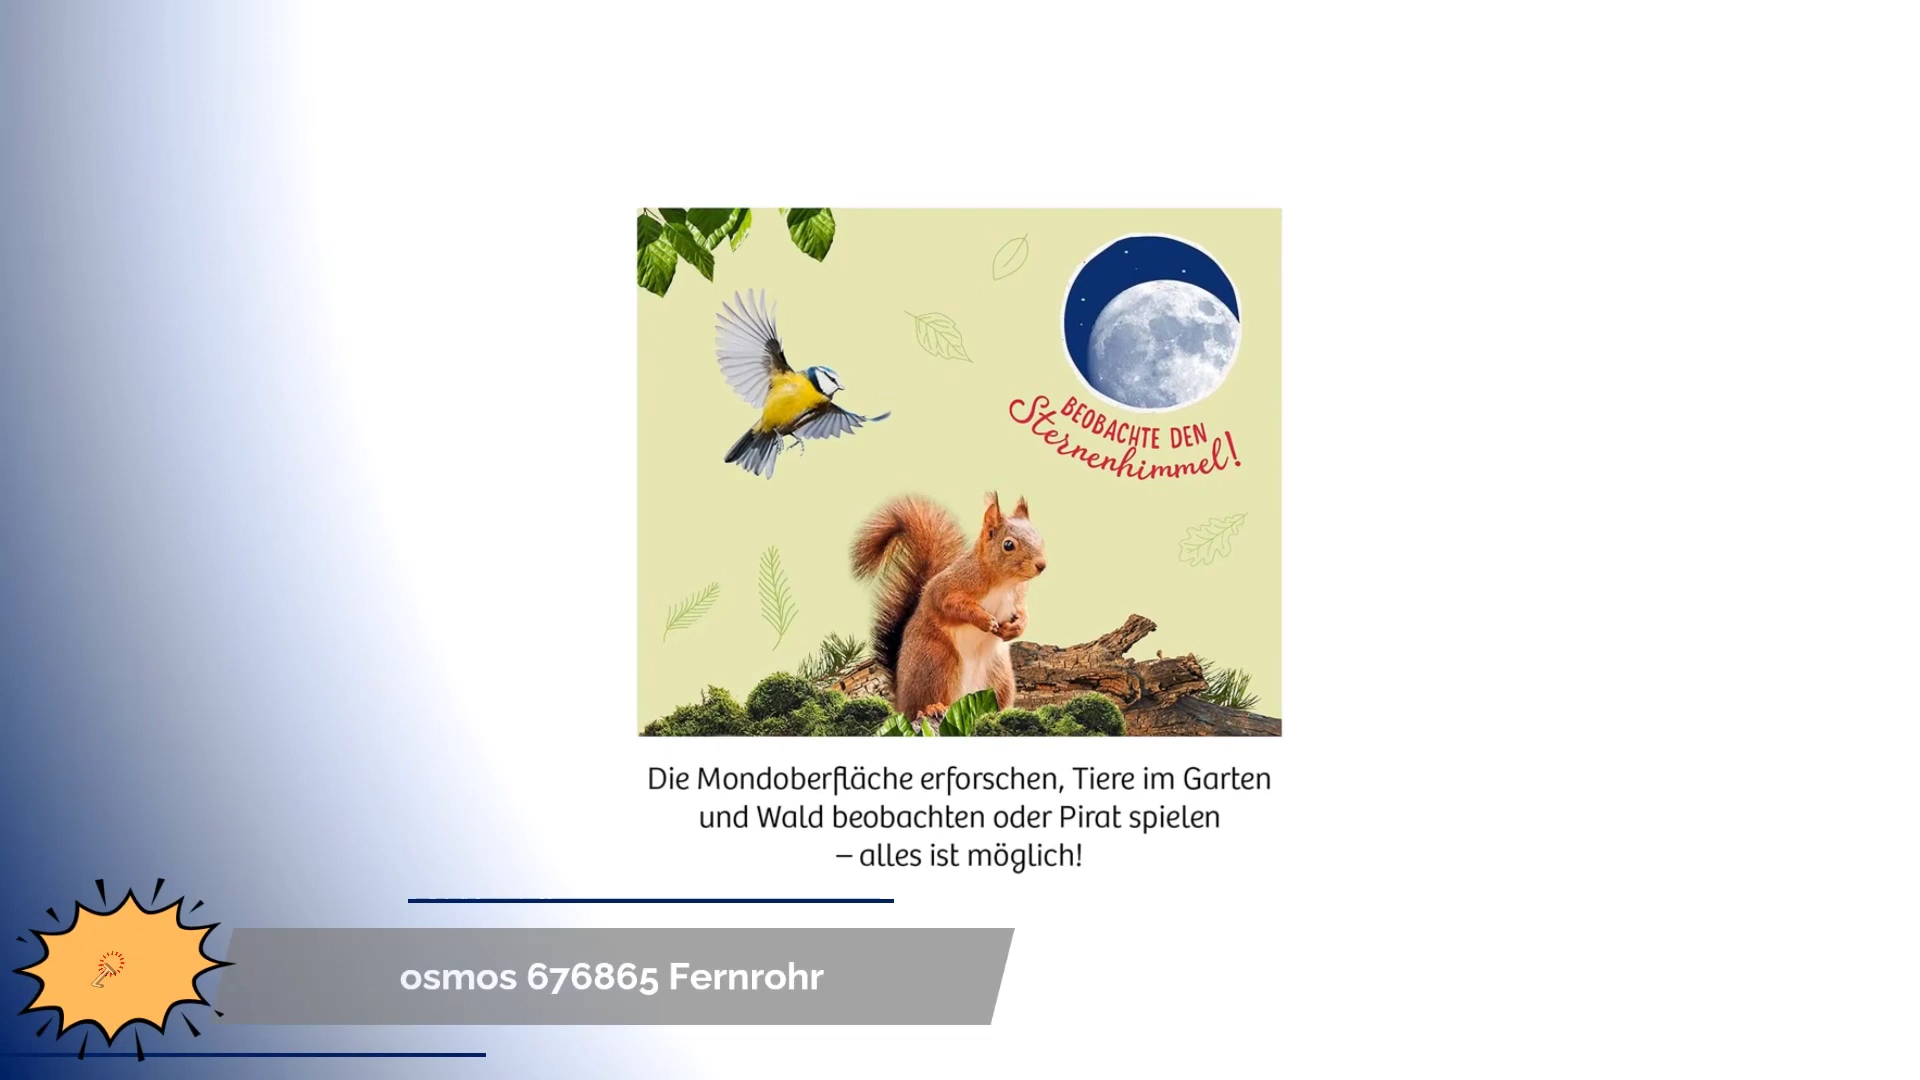 BEOBACHTE DEN
Sternenhimmel!
Die Mondoberfläche erforschen, Tiere im Garten
und Wald beobachten oder Pirat spielen
– alles ist möglich!
osmos 676865 Fernrohr